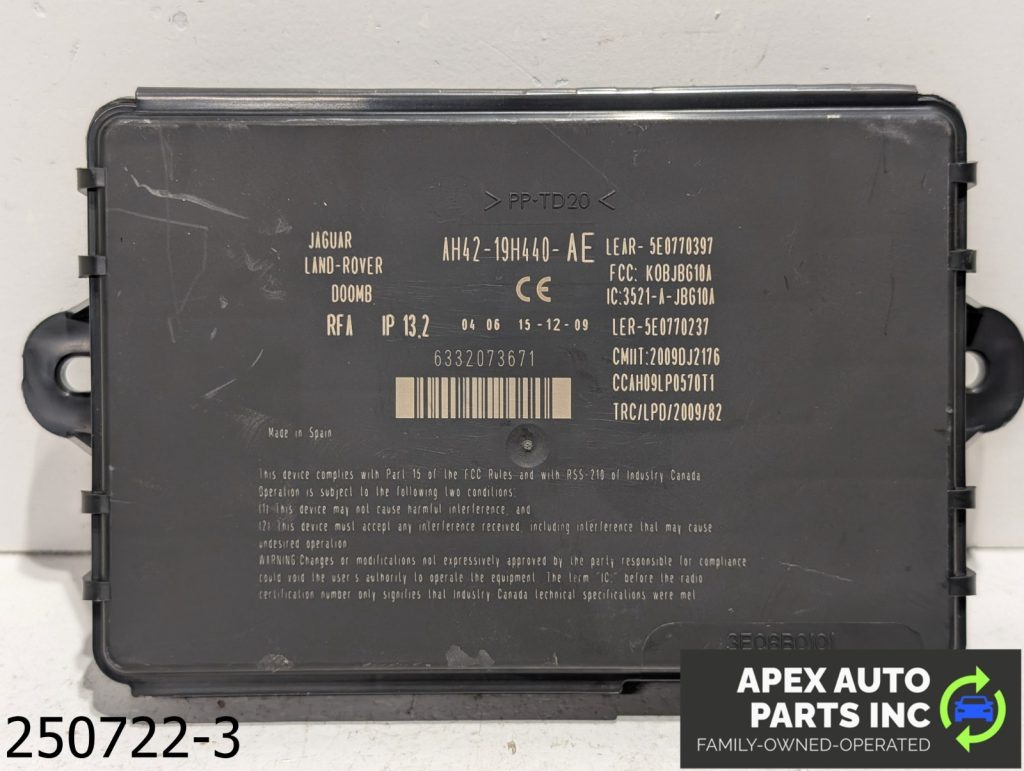 > PP-TD20 <
JAGUAR
LAND-ROVER
DOOMB
RFA IP 13,2
AH42-19H440-AE
CE
04 06 15-12-09
6332073671
LEAR- 5E0770397
FCC: KOBJBG10A
IC:3521-A-JBG10A
LER-5E0770237
CMIIT:2009DJ2176
CCAH09LP0570T1
TRC/LPD/2009/82
Made in Spain
This device complies with Part 15 of the FCC Rules and with RSS-210 of Industry Canada
Operation is subject to the following two conditions:
(1) This device may not cause harmful interference, and
(2) This device must accept any interference received, including interference that may cause
undesired operation
WARNING:Changes or modifications not expressively approved by the party responsible for compliance
could void the user s authority to operate the equipment. The term "IC:" before the radio
certification number only signifies that Industry Canada technical specifications were met
3E06B0101
250722-3
APEX AUTO
PARTS INC
FAMILY-OWNED-OPERATED